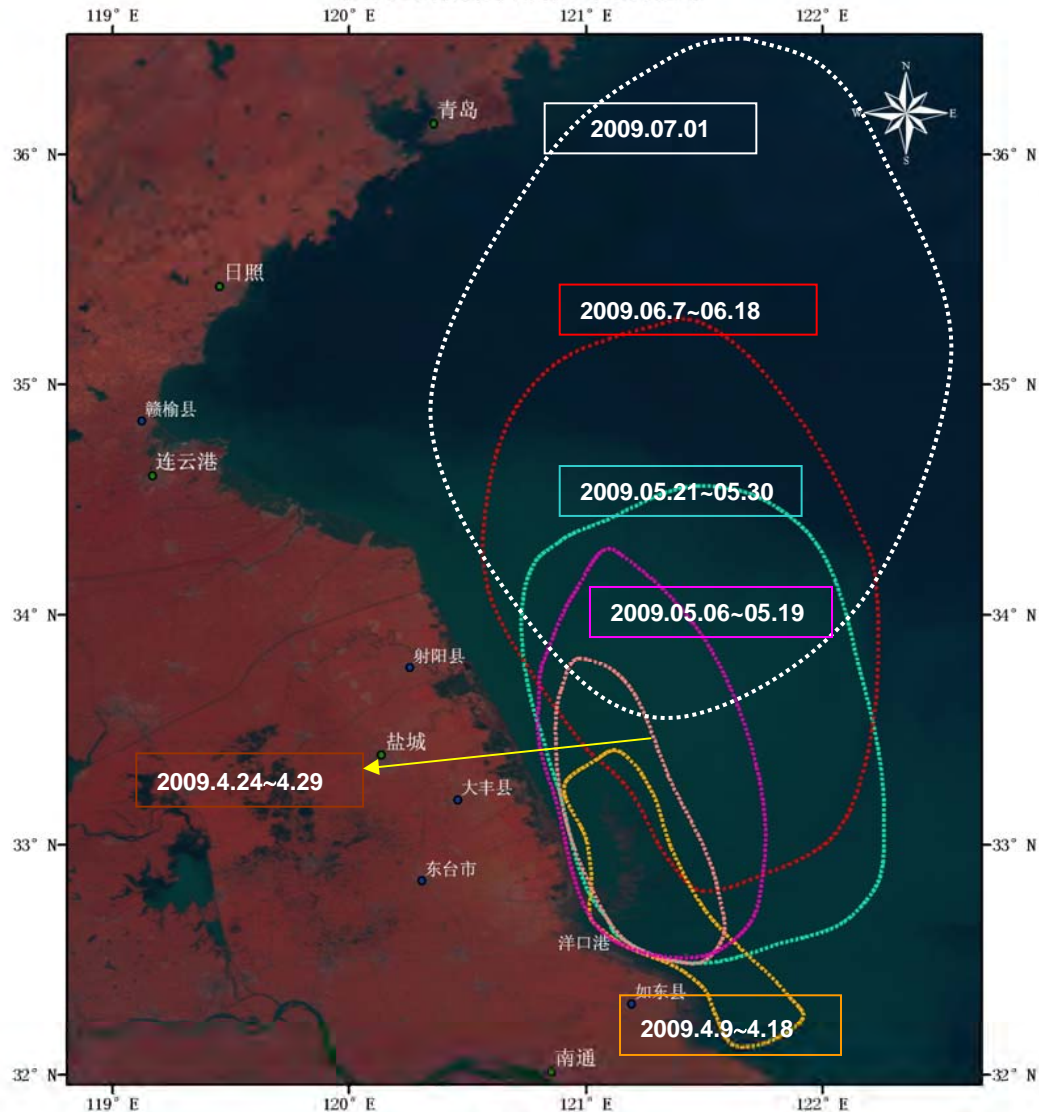 119° E 120° E 121° E 122° E
N
W E
S
青岛
2009.07.01
36° N 36° N
日照
2009.06.7~06.18
35° N 35° N
赣榆县
连云港
2009.05.21~05.30
34° N 34° N
2009.05.06~05.19
射阳县
盐城
2009.4.24~4.29
大丰县
33° N 33° N
东台市
洋口港
如东县
2009.4.9~4.18
南通
32° N 32° N
119° E 120° E 121° E 122° E